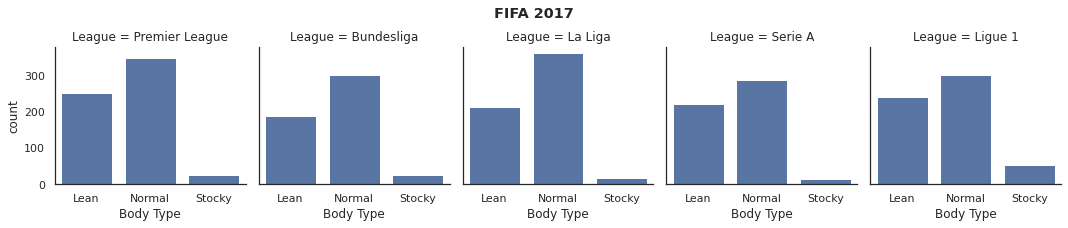 FIFA 2017
League = Premier League
League = Bundesliga
League = La Liga
League = Serie A
League = Ligue 1
count
300
200
100
0
Lean Normal Stocky
Lean Normal Stocky
Lean Normal Stocky
Lean Normal Stocky
Lean Normal Stocky
Body Type
Body Type
Body Type
Body Type
Body Type